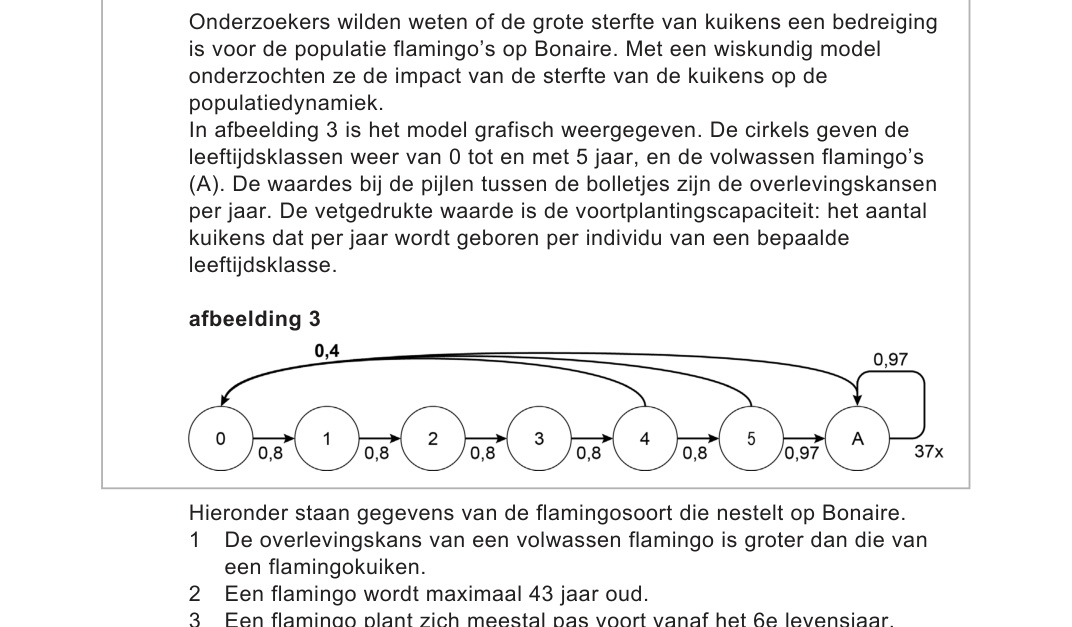 Onderzoekers wilden weten of de grote sterfte van kuikens een bedreiging
is voor de populatie flamingo’s op Bonaire. Met een wiskundig model
onderzochten ze de impact van de sterfte van de kuikens op de
populatiedynamiek.
In afbeelding 3 is het model grafisch weergegeven. De cirkels geven de
leeftijdsklassen weer van 0 tot en met 5 jaar, en de volwassen flamingo’s
(A). De waardes bij de pijlen tussen de bolletjes zijn de overlevingskansen
per jaar. De vetgedrukte waarde is de voortplantingscapaciteit: het aantal
kuikens dat per jaar wordt geboren per individu van een bepaalde
leeftijdsklasse.
afbeelding 3
0,4
0,97
0 1 2 3 4 5 A
0,8 0,8 0,8 0,8 0,8 0,97 37x
Hieronder staan gegevens van de flamingosoort die nestelt op Bonaire.
1 De overlevingskans van een volwassen flamingo is groter dan die van
een flamingokuiken.
2 Een flamingo wordt maximaal 43 jaar oud.
3 Een flamingo plant zich meestal pas voort vanaf het 6e levensjaar.